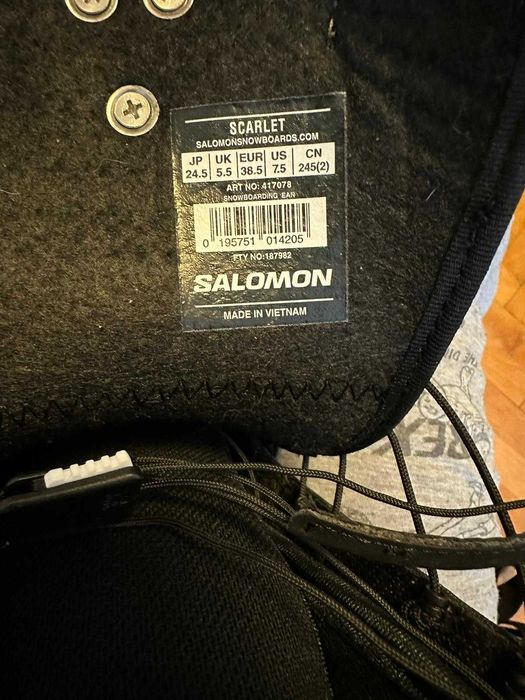 SCARLET
SALOMONSNOWBOARDS.COM
JP UK EUR US CN
24.5 5.5 38.5 7.5 245(2)
ART NO: 417078
SNOWBOARDING
0 195751 014205
FTY NO:187982
SALOMON
MADE IN VIETNAM
REX